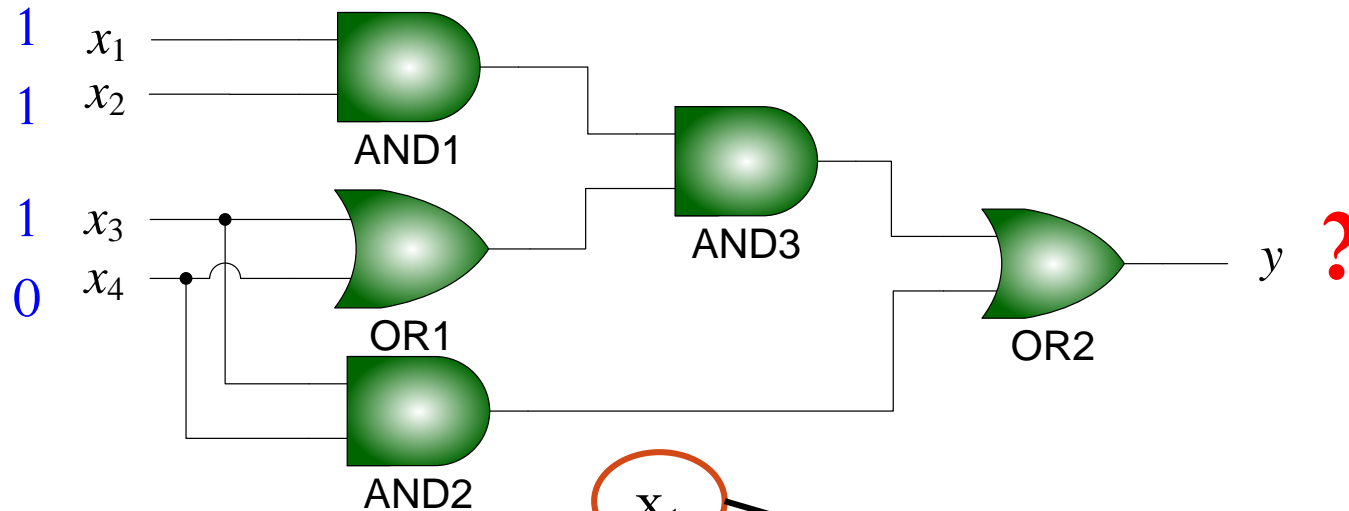 1 x₁
1 x₂
AND1
1 x₃
0 x₄
OR1
AND2
AND3
OR2
y ?